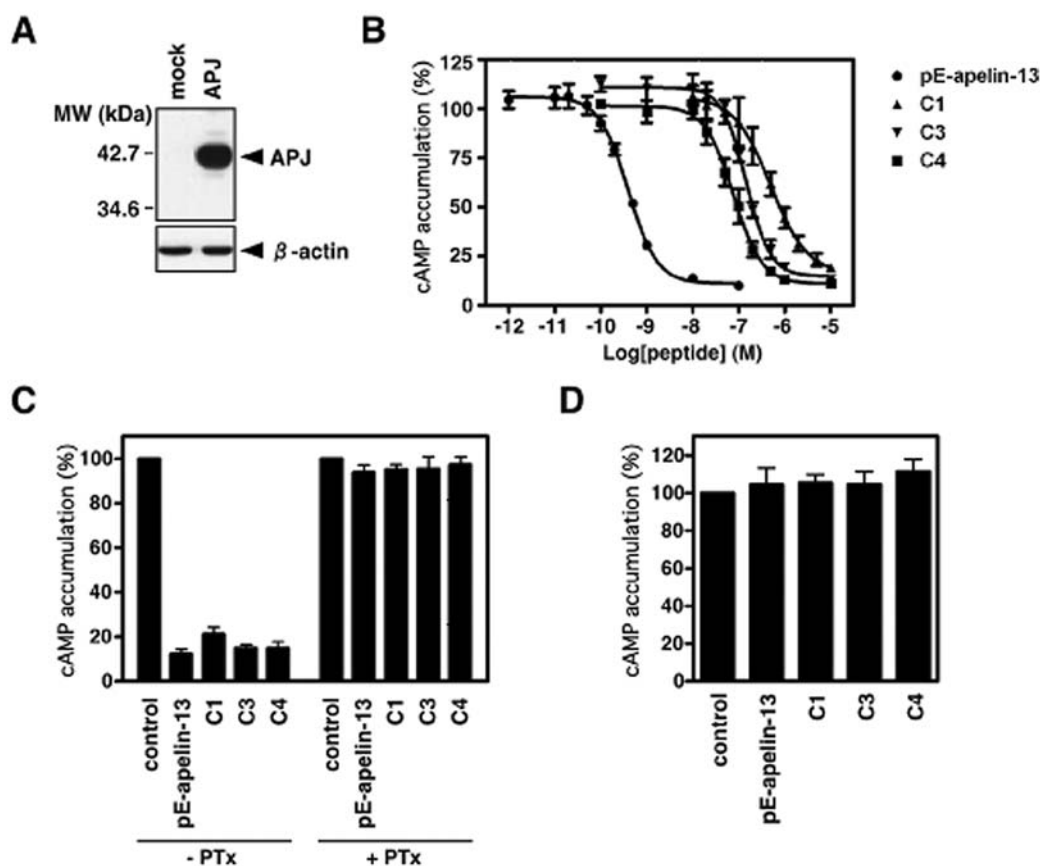 A
mock
APJ
MW (kDa)
42.7
APJ
34.6
β-actin
B
cAMP accumulation (%)
125
100
75
50
25
0
-12 -11 -10 -9 -8 -7 -6 -5
Log[peptide] (M)
pE-apelin-13
C1
C3
C4
C
cAMP accumulation (%)
100
80
60
40
20
0
control
pE-apelin-13
C1
C3
C4
control
pE-apelin-13
C1
C3
C4
- PTx
+ PTx
D
cAMP accumulation (%)
120
100
80
60
40
20
0
control
pE-apelin-13
C1
C3
C4